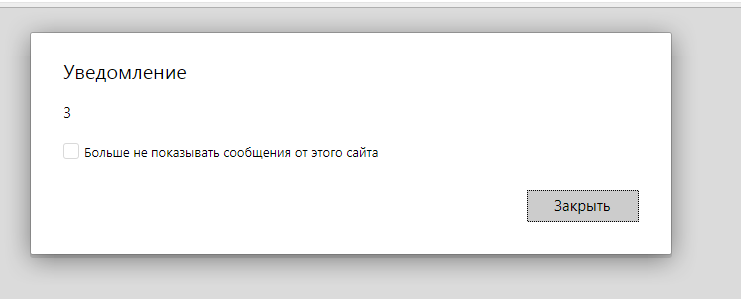 Уведомление
3
Больше не показывать сообщения от этого сайта
Закрыть